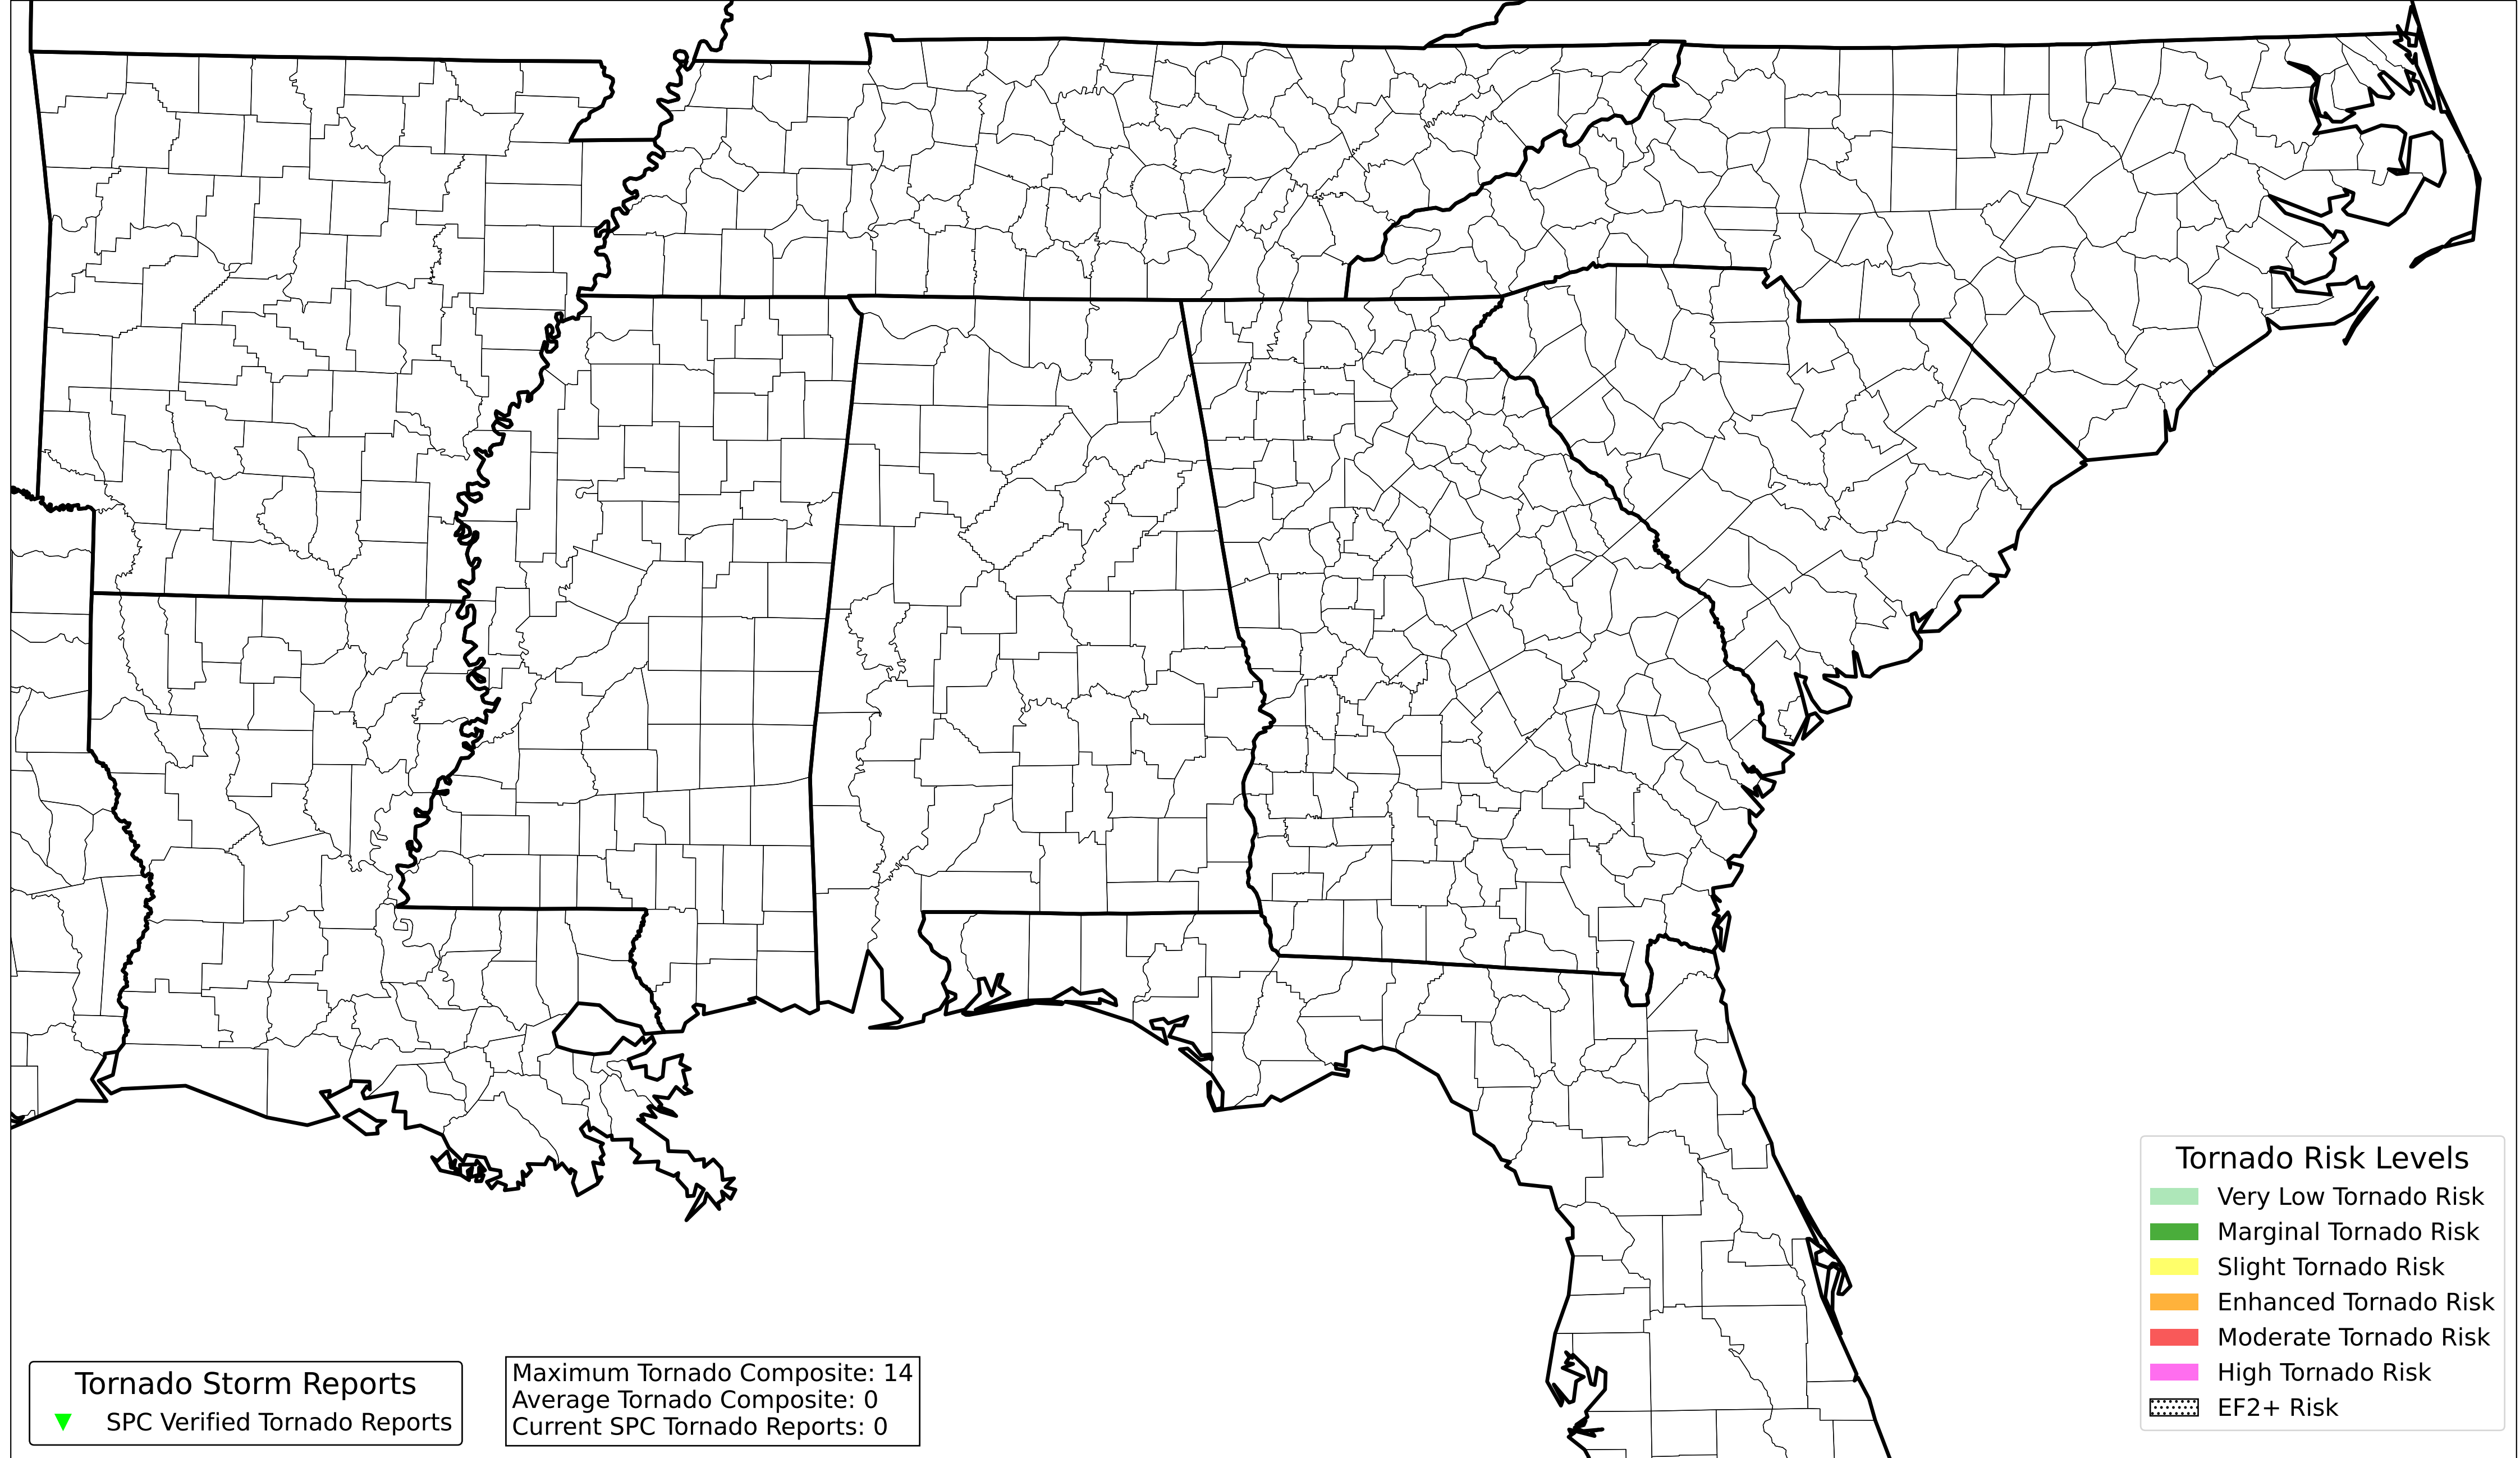 Tornado Risk Levels
Very Low Tornado Risk
Marginal Tornado Risk
Slight Tornado Risk
Enhanced Tornado Risk
Moderate Tornado Risk
High Tornado Risk
EF2+ Risk
Tornado Storm Reports
SPC Verified Tornado Reports
Maximum Tornado Composite: 14
Average Tornado Composite: 0
Current SPC Tornado Reports: 0